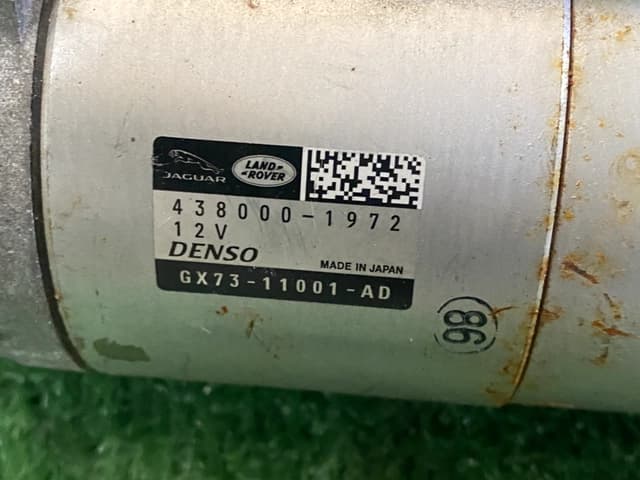 JAGUAR
LAND ROVER
438000-1972
12V
DENSO
MADE IN JAPAN
GX73-11001-AD
98